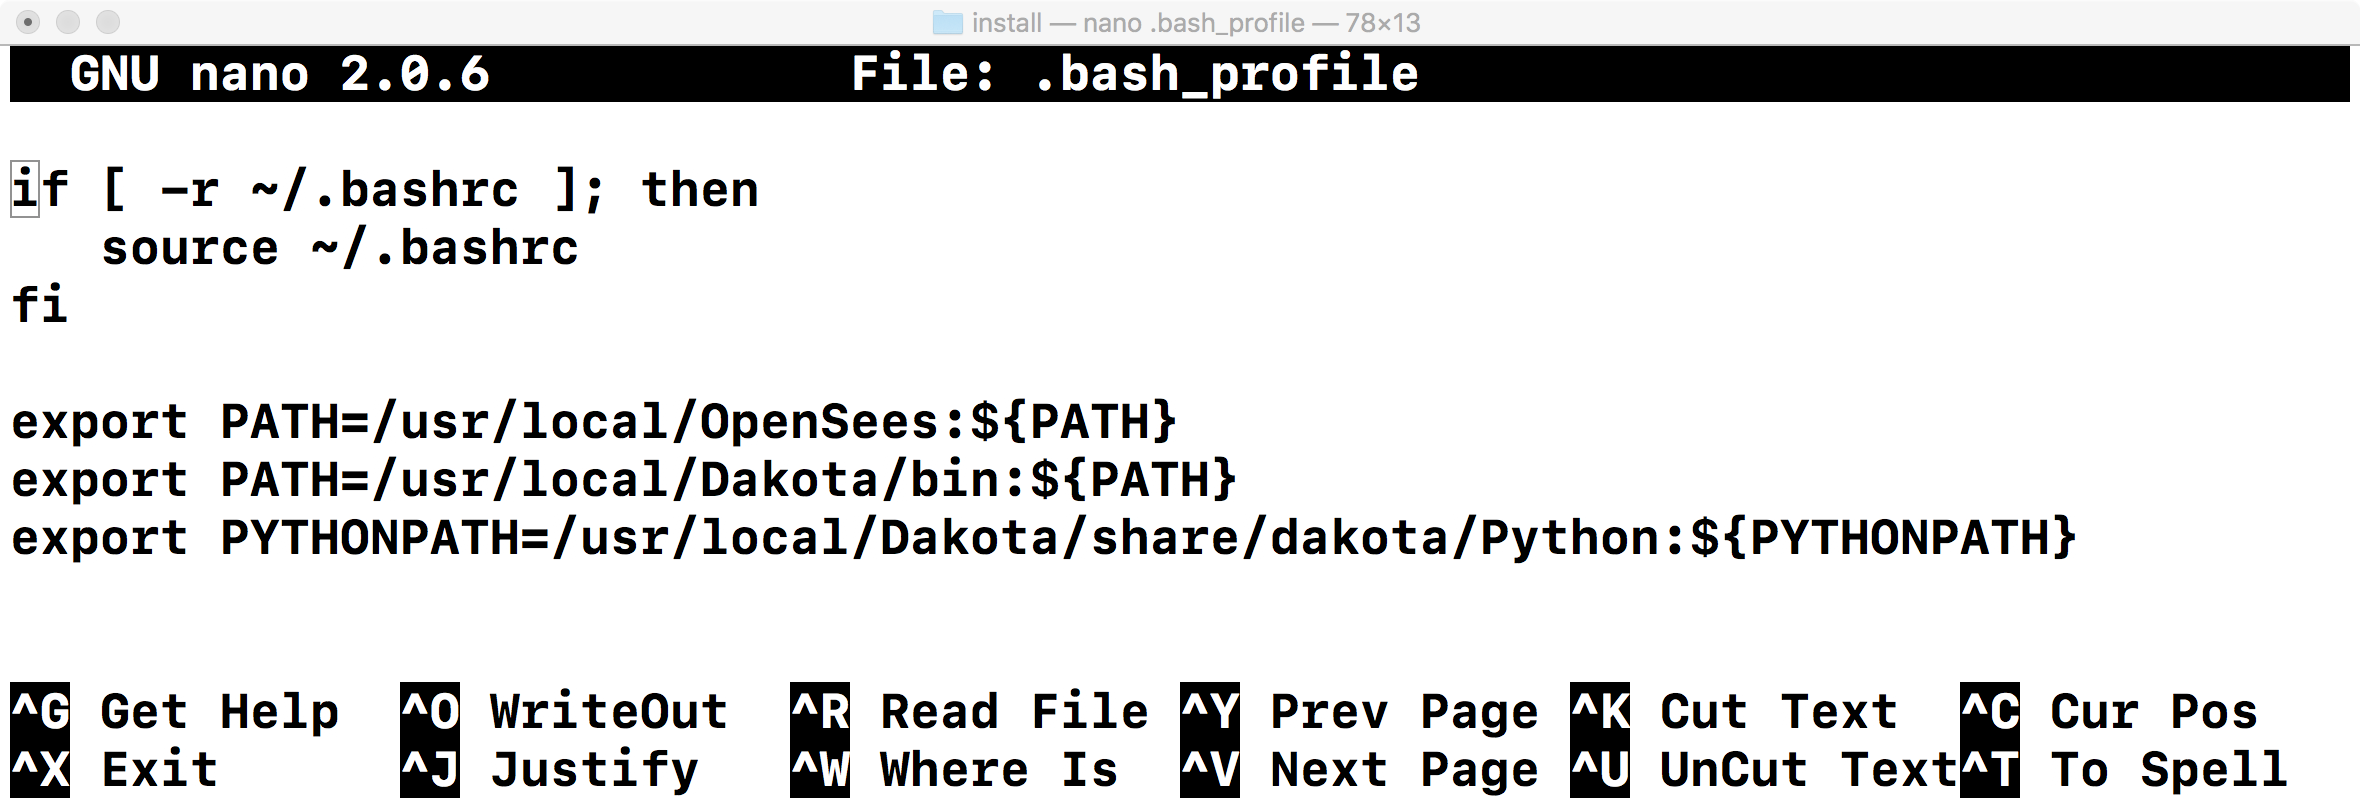 install — nano .bash_profile — 78×13
GNU nano 2.0.6 File: .bash_profile
if [ -r ~/.bashrc ]; then
    source ~/.bashrc
fi
export PATH=/usr/local/OpenSees:${PATH}
export PATH=/usr/local/Dakota/bin:${PATH}
export PYTHONPATH=/usr/local/Dakota/share/dakota/Python:${PYTHONPATH}
^G Get Help ^O WriteOut ^R Read File ^Y Prev Page ^K Cut Text ^C Cur Pos
^X Exit ^J Justify ^W Where Is ^V Next Page ^U UnCut Text ^T To Spell